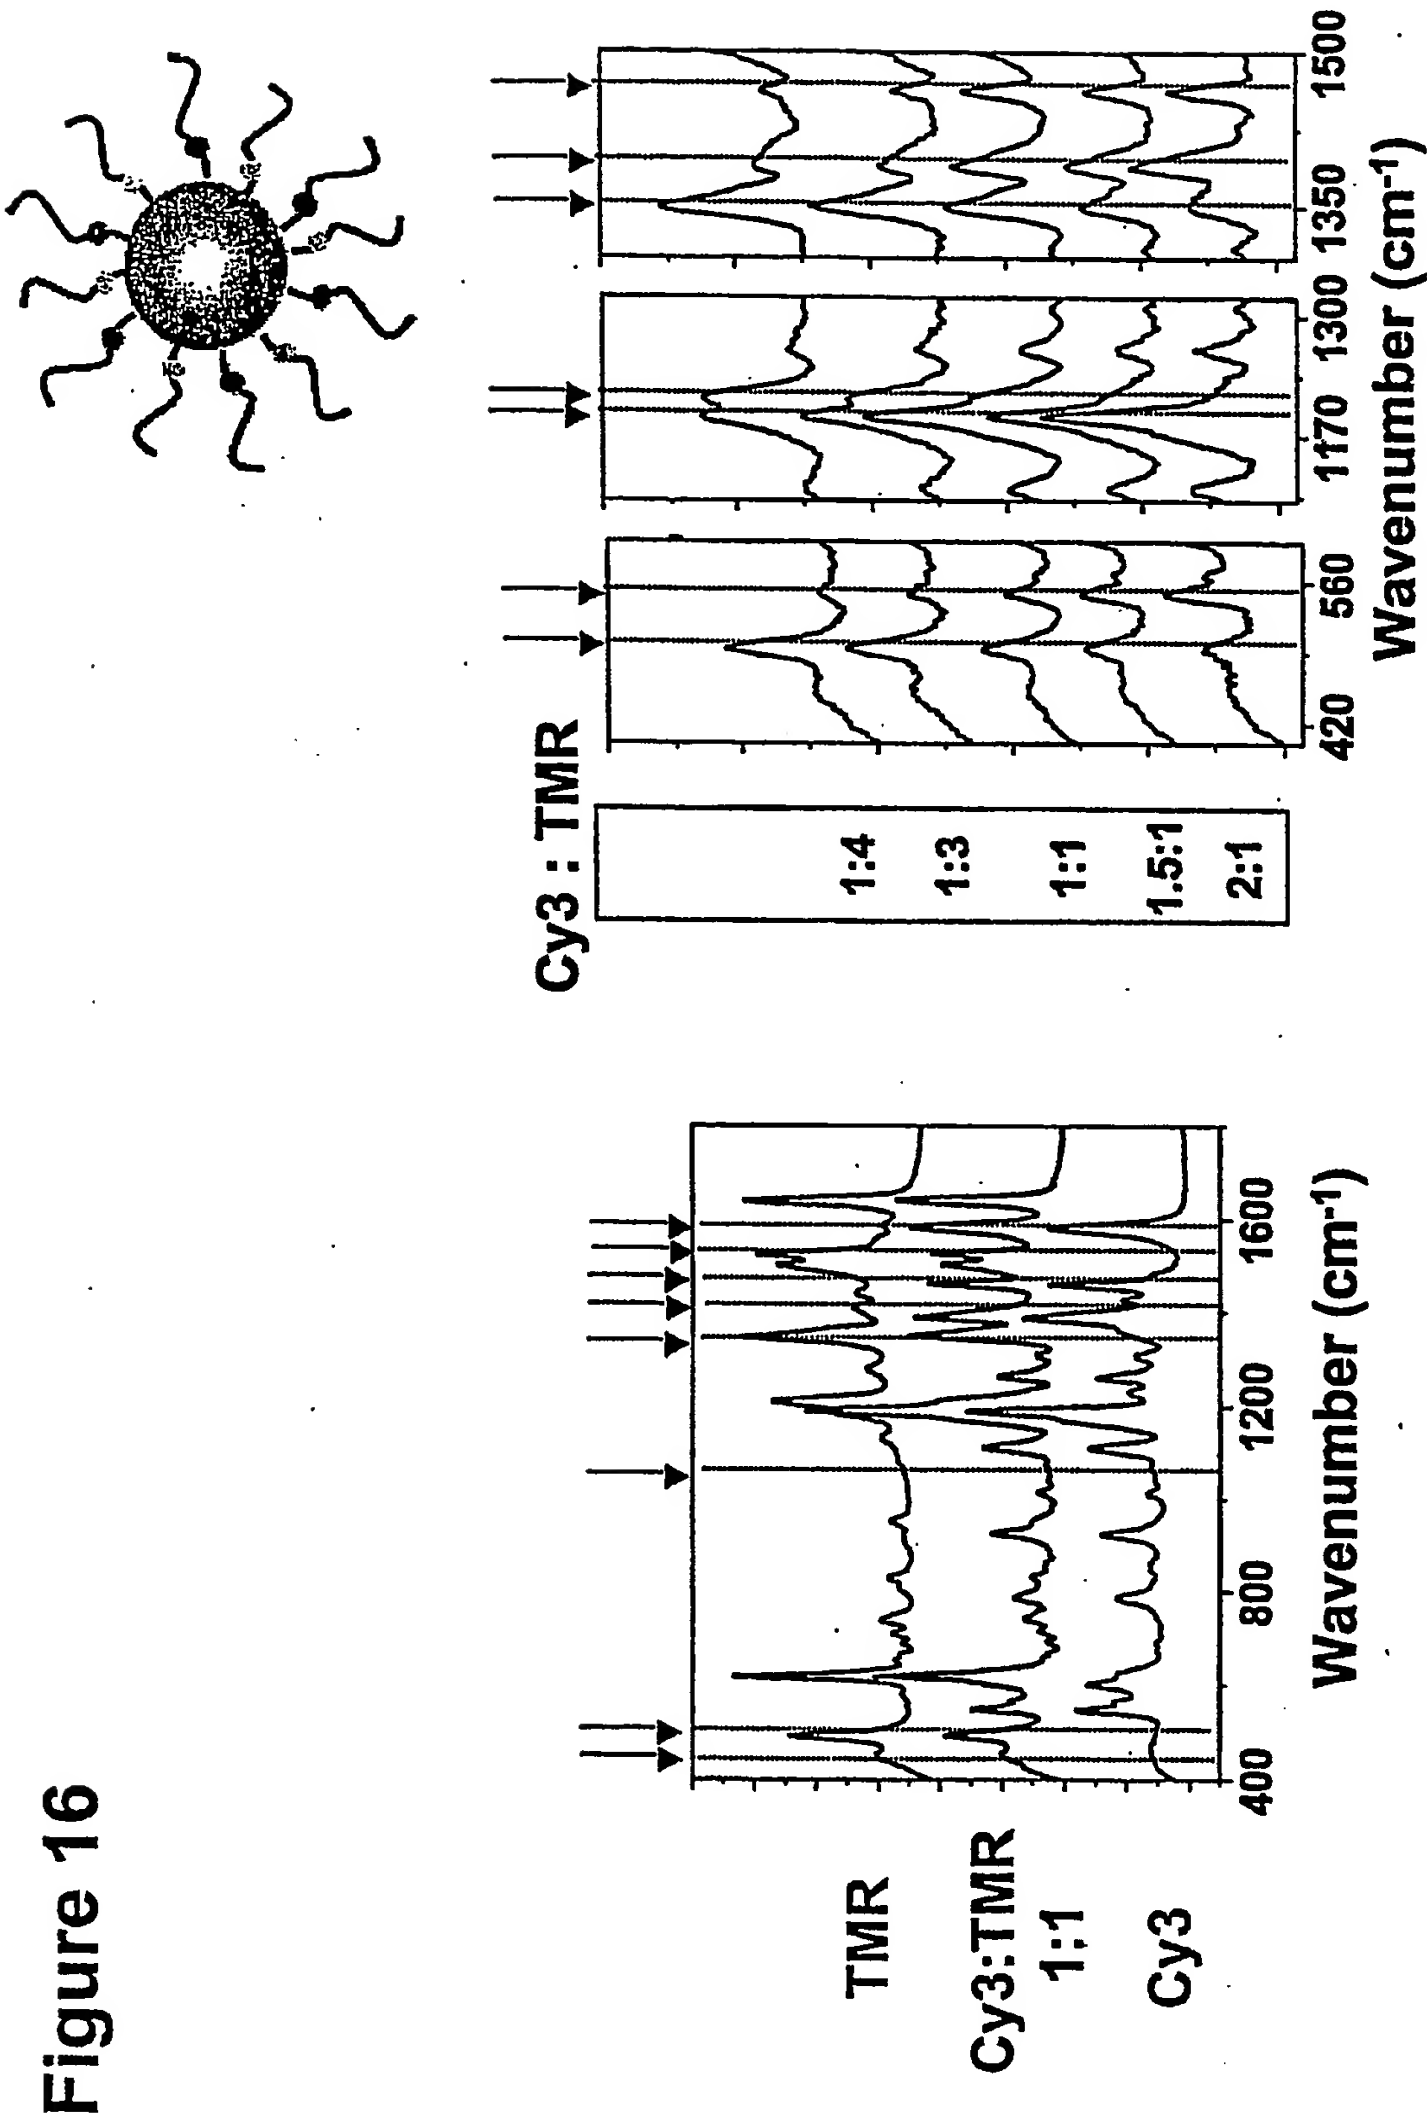 Figure 16
TMR
Cy3:TMR
1:1
Cy3
400 800 1200 1600
Wavenumber (cm-1)
Cy3 : TMR
1:4
1:3
1:1
1.5:1
2:1
420 560 1170 1300 1350 1500
Wavenumber (cm-1)